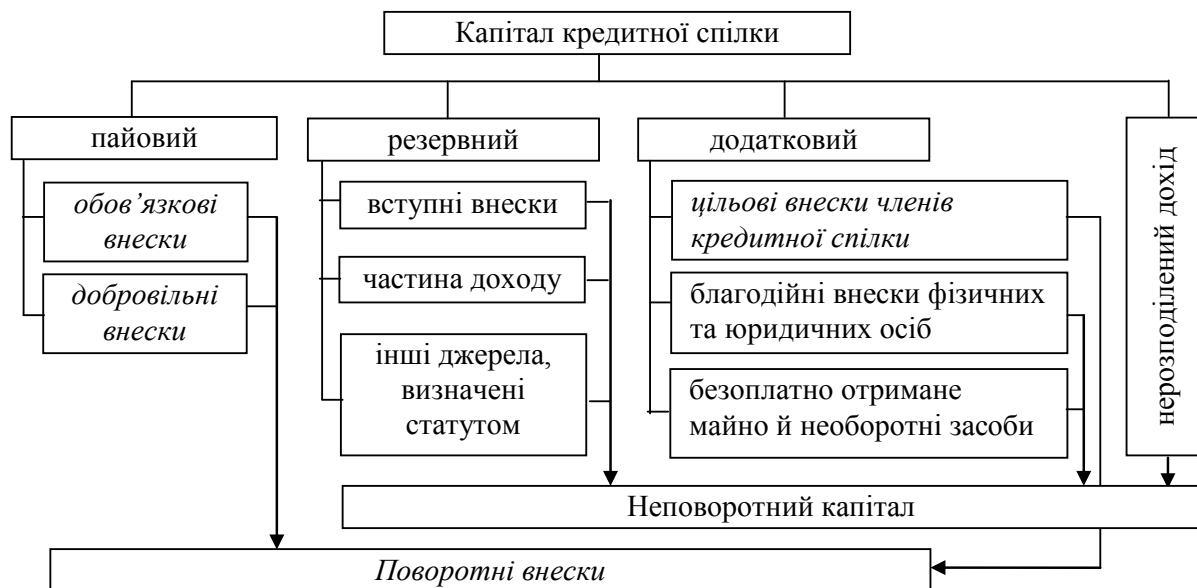 Капітал кредитної спілки
пайовий
резервний
додатковий
нерозподілений дохід
обов’язкові
внески
добровільні
внески
вступні внески
частина доходу
інші джерела,
визначені
статутом
цільові внески членів
кредитної спілки
благодійні внески фізичних
та юридичних осіб
безоплатно отримане
майно й необоротні засоби
Неповоротний капітал
Поворотні внески